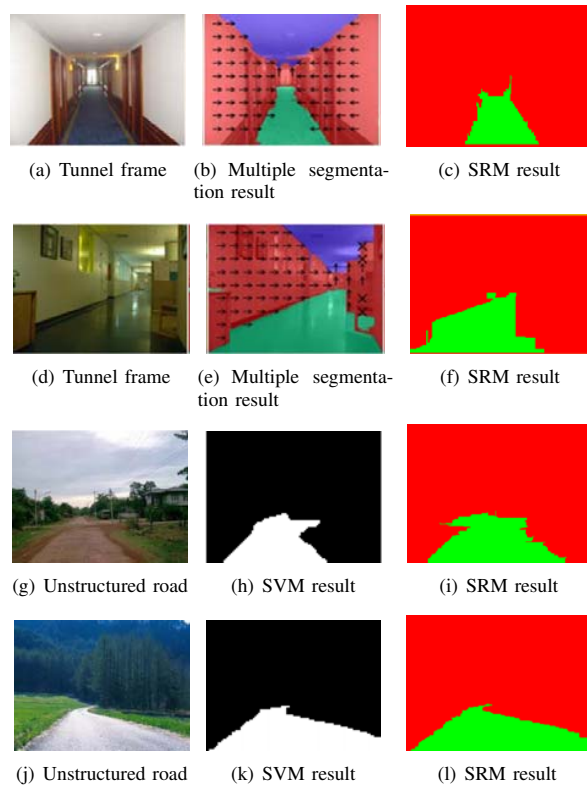 (a) Tunnel frame
(b) Multiple segmenta-
tion result
(c) SRM result
(d) Tunnel frame
(e) Multiple segmenta-
tion result
(f) SRM result
(g) Unstructured road
(h) SVM result
(i) SRM result
(j) Unstructured road
(k) SVM result
(l) SRM result